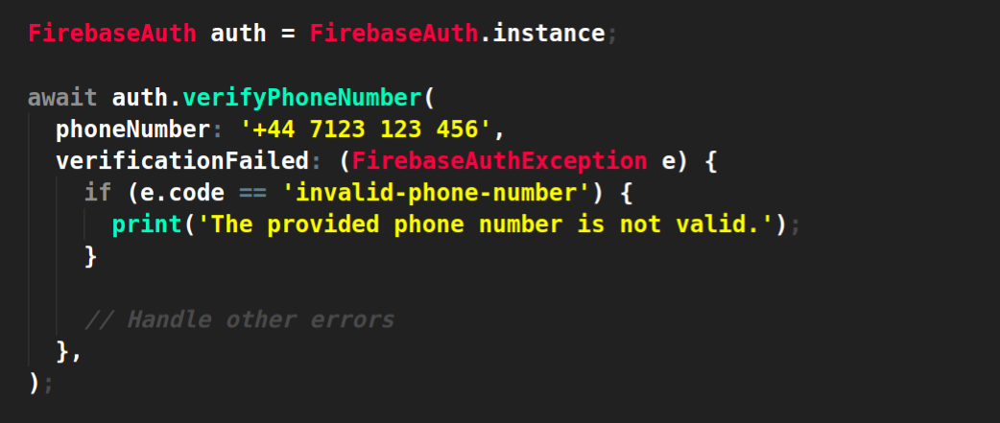 FirebaseAuth auth = FirebaseAuth.instance;
await auth.verifyPhoneNumber(
phoneNumber: '+44 7123 123 456',
verificationFailed: (FirebaseAuthException e) {
if (e.code == 'invalid-phone-number') {
print('The provided phone number is not valid.');
}
// Handle other errors
},
);